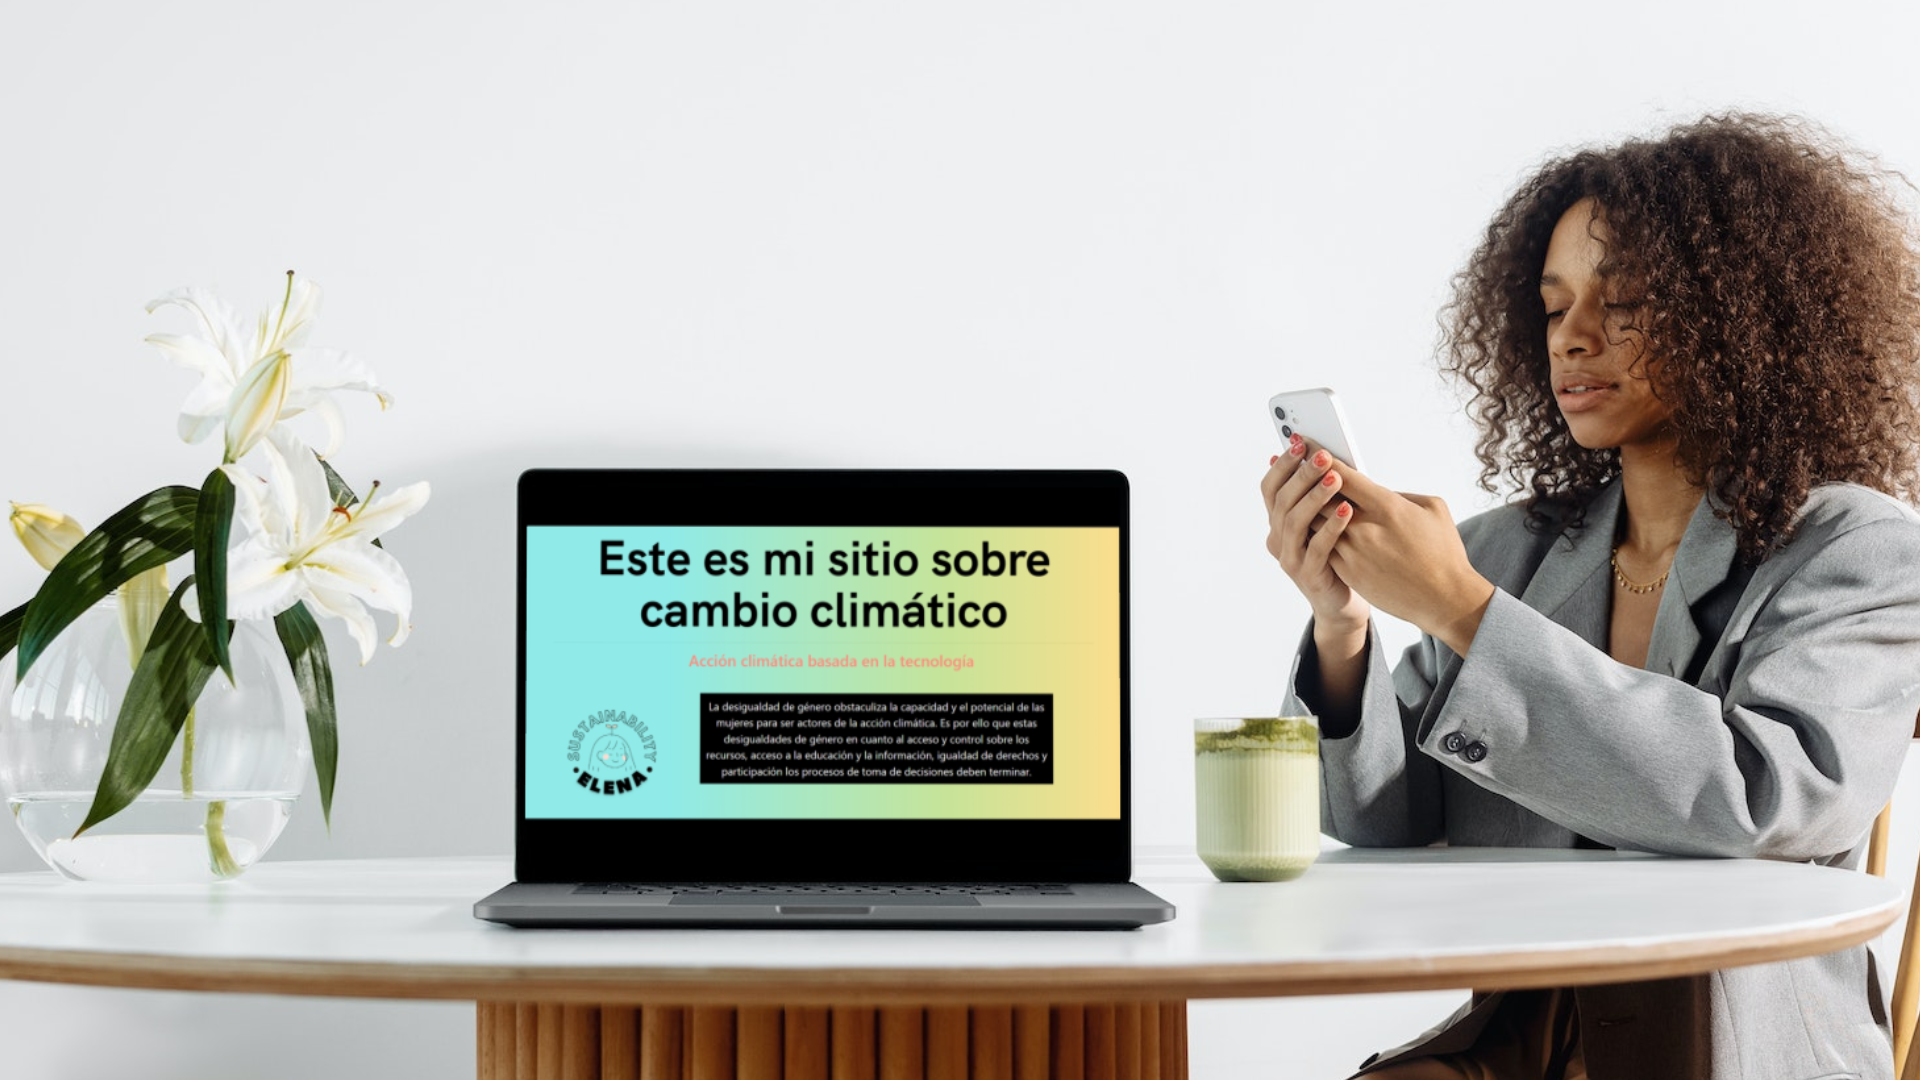 Este es mi sitio sobre
cambio climático
Acción climática basada en la tecnología
La desigualdad de género obstaculiza la capacidad y el potencial de las
mujeres para ser actores de la acción climática. Es por ello que estas
desigualdades de género en cuanto al acceso y control sobre los
recursos, acceso a la educación y la información, igualdad de derechos y
participación los procesos de toma de decisiones deben terminar.
SUSTAINABILITY
• ELENA •